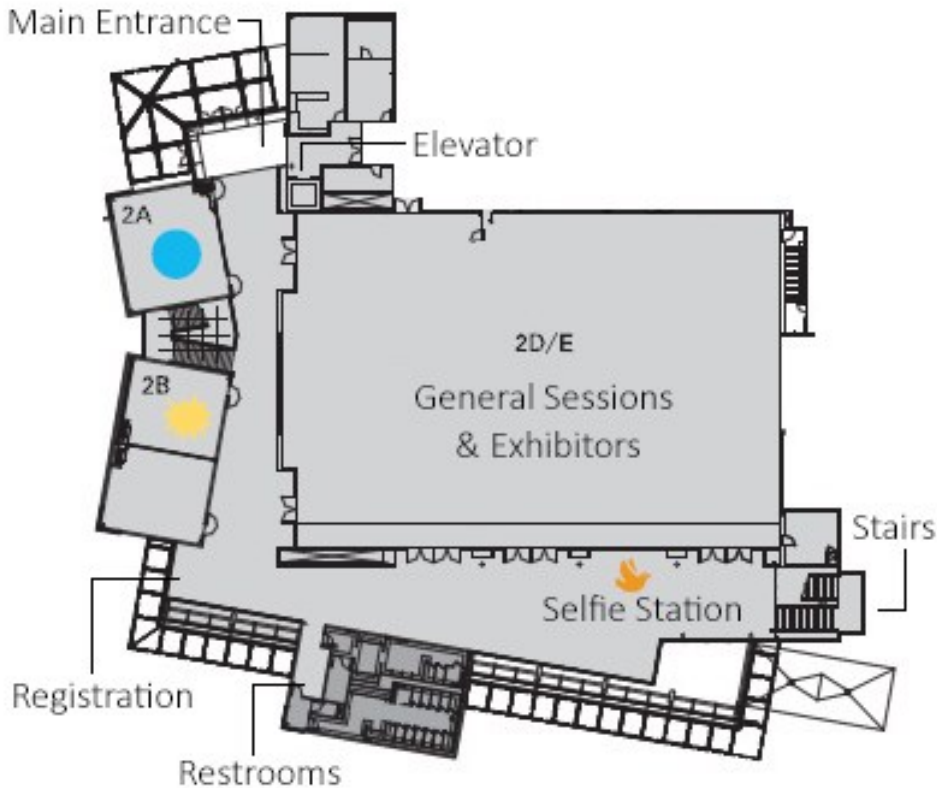 Main Entrance
Elevator
2A
2D/E
General Sessions
& Exhibitors
2B
Stairs
Selfie Station
Registration
Restrooms